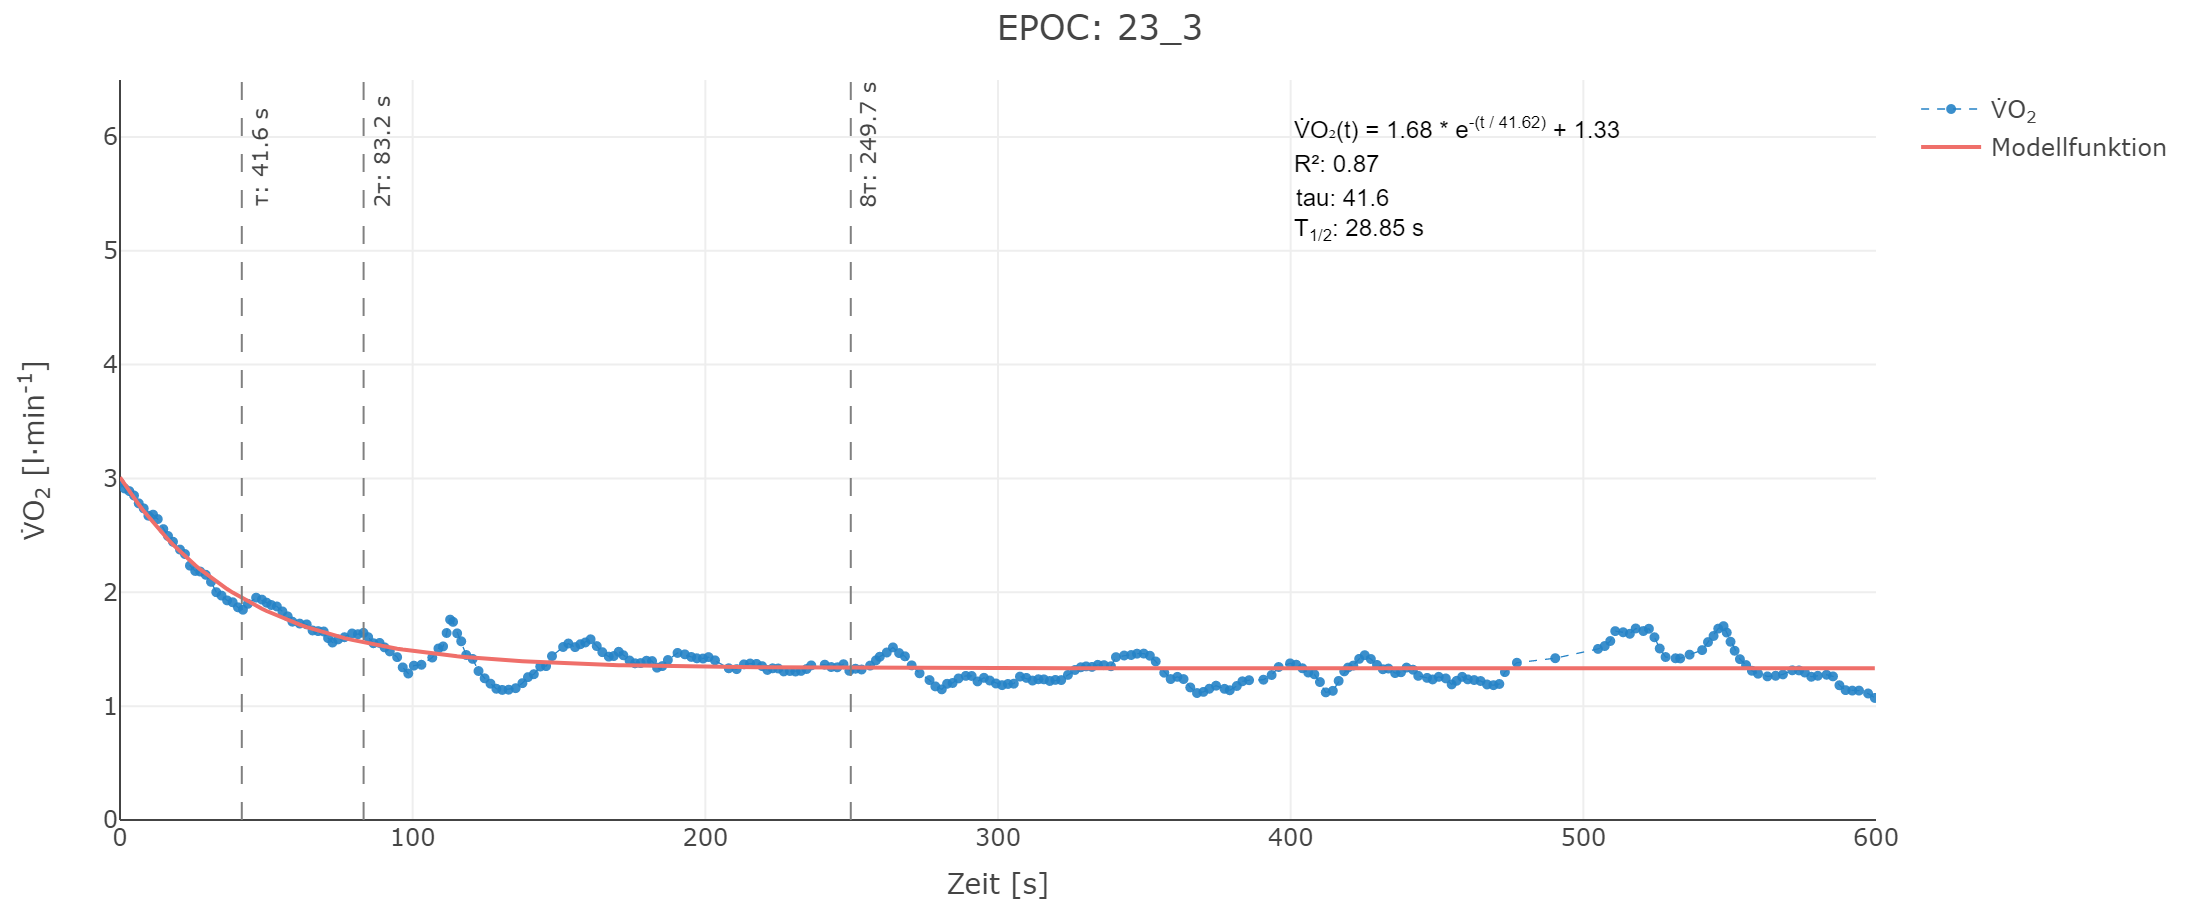 EPOC: 23_3
τ: 41.6 s
2τ: 83.2 s
8τ: 249.7 s
V̇O₂(t) = 1.68 * e^-(t / 41.62) + 1.33
R²: 0.87
tau: 41.6
T₁/₂: 28.85 s
V̇O₂
Modellfunktion
V̇O₂ [l·min⁻¹]
6
5
4
3
2
1
0
0 100 200 300 400 500 600
Zeit [s]